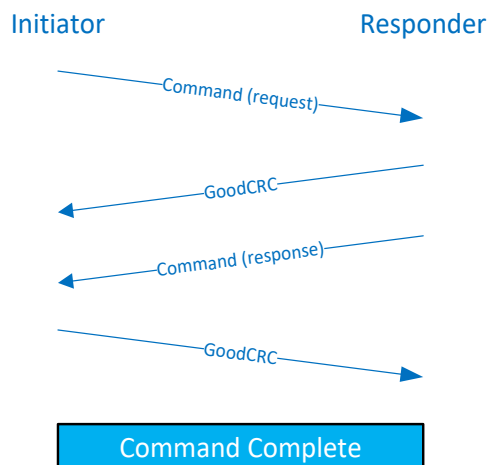 Initiator
Responder
Command (request)
GoodCRC
Command (response)
GoodCRC
Command Complete